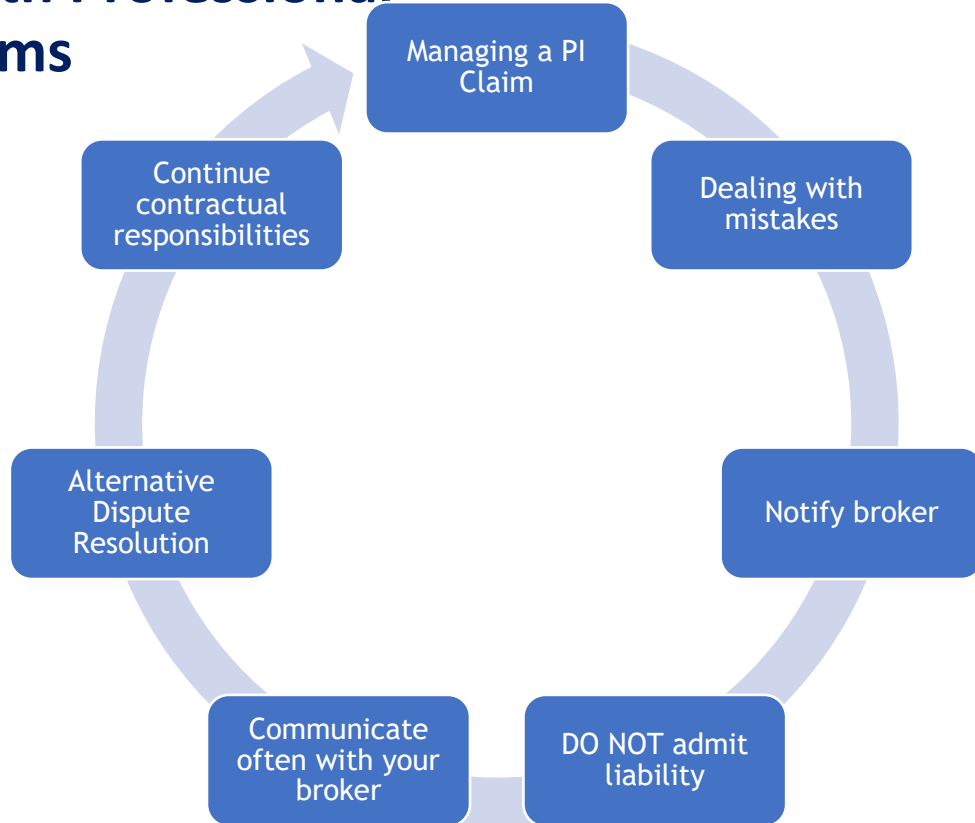 ms
Managing a PI
Claim
Dealing with
mistakes
Notify broker
DO NOT admit
liability
Communicate
often with your
broker
Alternative
Dispute
Resolution
Continue
contractual
responsibilities